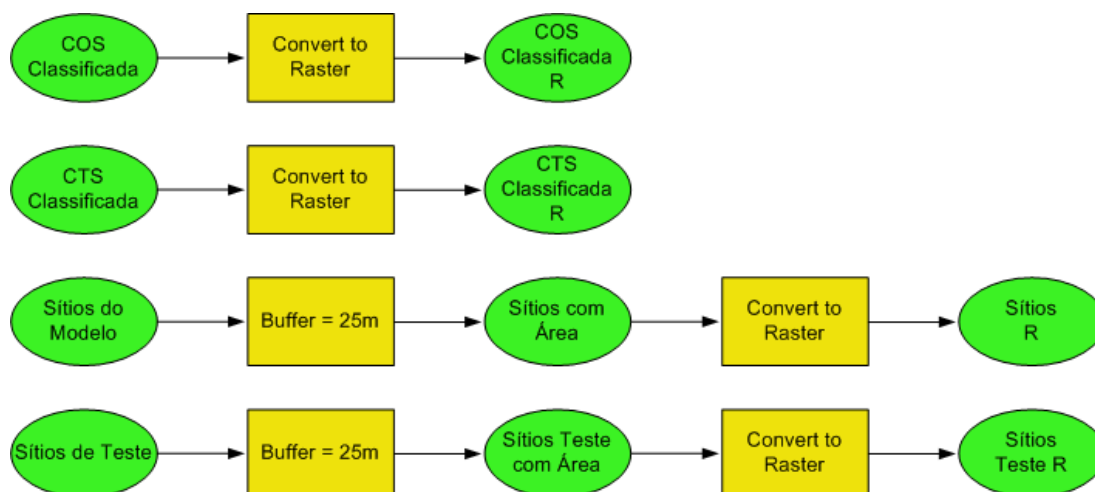 COS
Classificada
Convert to
Raster
COS
Classificada
R
CTS
Classificada
Convert to
Raster
CTS
Classificada
R
Sítios do
Modelo
Buffer = 25m
Sítios com
Área
Convert to
Raster
Sítios
R
Sítios de Teste
Buffer = 25m
Sítios Teste
com Área
Convert to
Raster
Sítios
Teste R